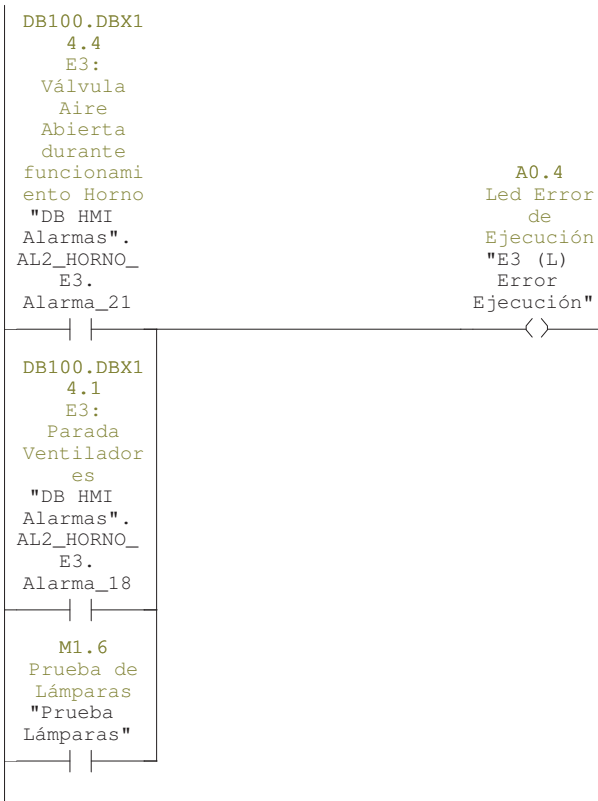 DB100.DBX1
4.4
E3:
Válvula
Aire
Abierta
durante
funcionami
ento Horno
"DB HMI
Alarmas".
AL2_HORNO_
E3.
Alarma_21
A0.4
Led Error
de
Ejecución
"E3 (L)
Error
Ejecución"
DB100.DBX1
4.1
E3:
Parada
Ventilador
es
"DB HMI
Alarmas".
AL2_HORNO_
E3.
Alarma_18
M1.6
Prueba de
Lámparas
"Prueba
Lámparas"